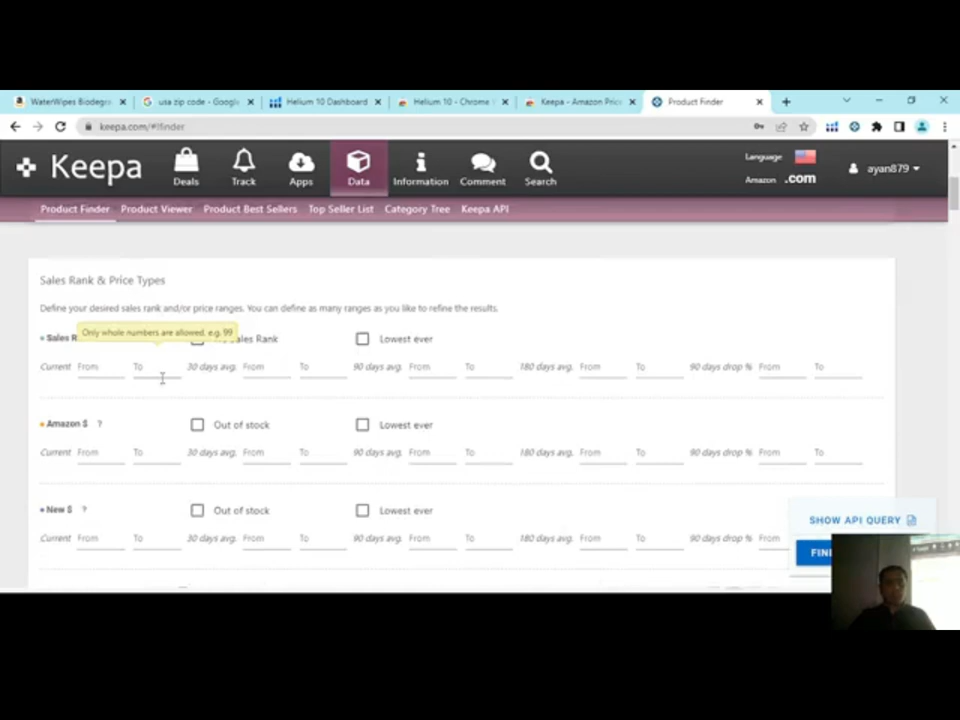 WaterWipes Biodegra
usa zip code - Google
Helium 10 Dashboard
Helium 10 - Chrome
Keepa - Amazon Price
Product Finder
keepa.com/#!finder
Keepa
Deals
Track
Apps
Data
Information
Comment
Search
Language
Amazon .com
ayan879
Product Finder Product Viewer Product Best Sellers Top Seller List Category Tree Keepa API
Sales Rank & Price Types
Define your desired sales rank and/or price ranges. You can define as many ranges as you like to refine the results.
Only whole numbers are allowed, e.g. 99
Sales R Sales Rank Lowest ever
Current From To 30 days avg. From To 90 days avg. From To 180 days avg. From To 90 days drop % From To
Amazon $ ? Out of stock Lowest ever
Current From To 30 days avg. From To 90 days avg. From To 180 days avg. From To 90 days drop % From To
New $ ? Out of stock Lowest ever
Current From To 30 days avg. From To 90 days avg. From To 180 days avg. From To 90 days drop % From
SHOW API QUERY
FIN